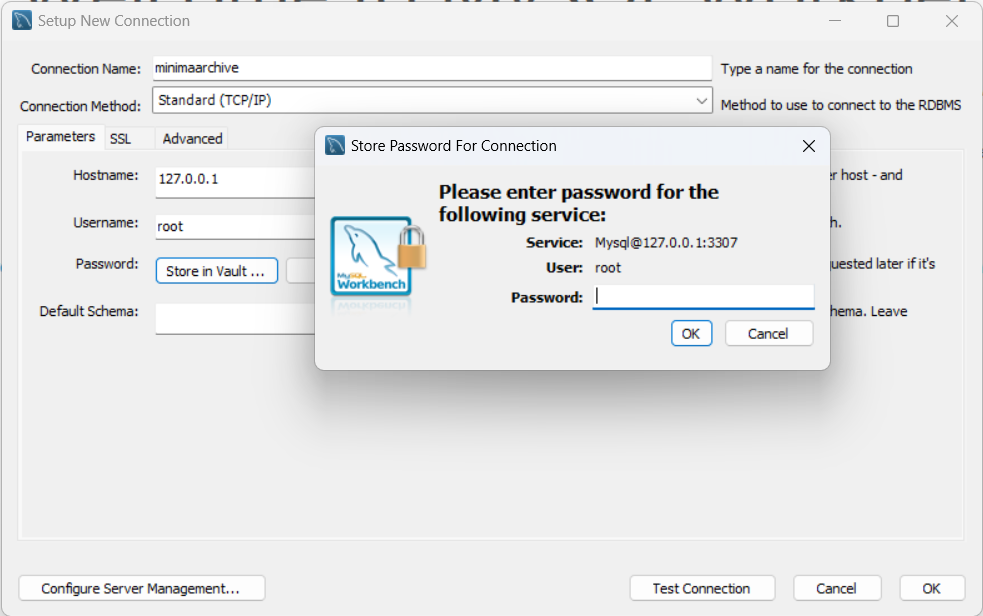 Setup New Connection
Connection Name:
minimaarchive
Type a name for the connection
Connection Method:
Standard (TCP/IP)
Method to use to connect to the RDBMS
Parameters
SSL
Advanced
Hostname:
127.0.0.1
host - and
Username:
root
Password:
Store in Vault ...
later if it's
Default Schema:
Leave
Store Password For Connection
Please enter password for the
following service:
Service:
Mysql@127.0.0.1:3307
User:
root
Password:
OK
Cancel
MySQL
Workbench
Configure Server Management...
Test Connection
Cancel
OK